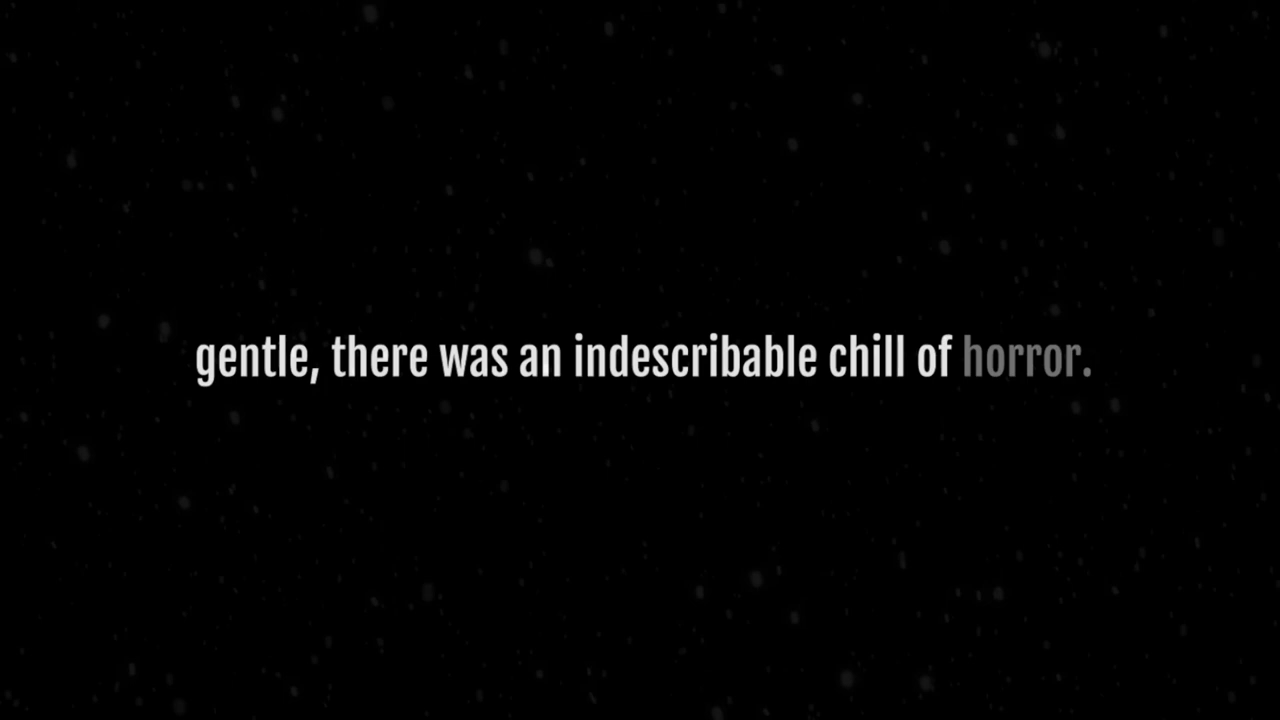 gentle, there was an indescribable chill of horror.